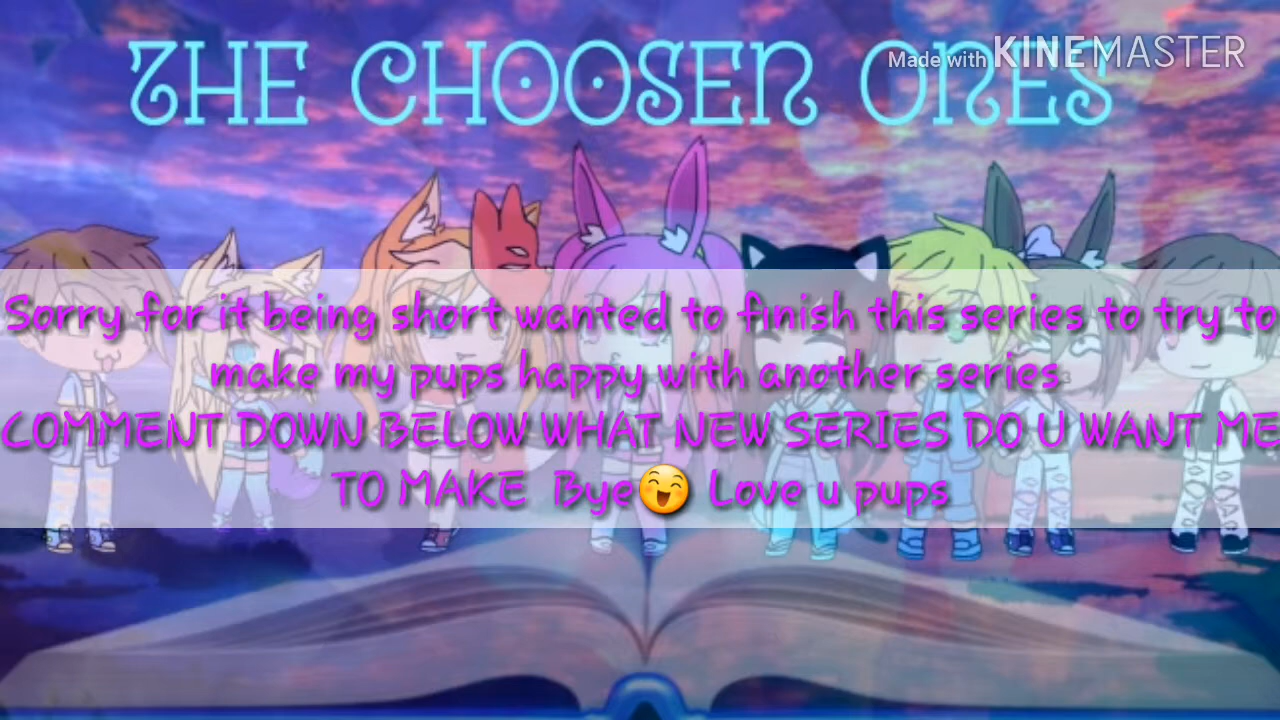 THE CHOOSEN ONES
Made with KINEMASTER
Sorry for it being short wanted to finish this series to try to
make my pups happy with another series
COMMENT DOWN BELOW WHAT NEW SERIES DO U WANT ME
TO MAKE Bye😄 Love u pups